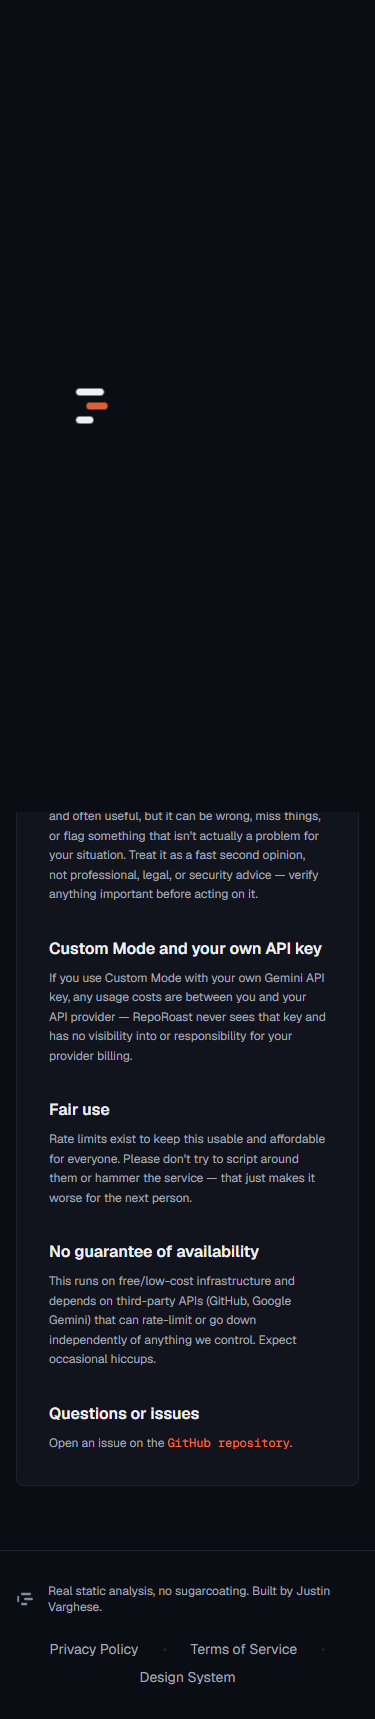 and often useful, but it can be wrong, miss things,
or flag something that isn't actually a problem for
your situation. Treat it as a fast second opinion,
not professional, legal, or security advice — verify
anything important before acting on it.
Custom Mode and your own API key
If you use Custom Mode with your own Gemini API
key, any usage costs are between you and your
API provider — RepoRoast never sees that key and
has no visibility into or responsibility for your
provider billing.
Fair use
Rate limits exist to keep this usable and affordable
for everyone. Please don't try to script around
them or hammer the service — that just makes it
worse for the next person.
No guarantee of availability
This runs on free/low-cost infrastructure and
depends on third-party APIs (GitHub, Google
Gemini) that can rate-limit or go down
independently of anything we control. Expect
occasional hiccups.
Questions or issues
Open an issue on the GitHub repository.
Real static analysis, no sugarcoating. Built by Justin
Varghese.
Privacy Policy · Terms of Service ·
Design System